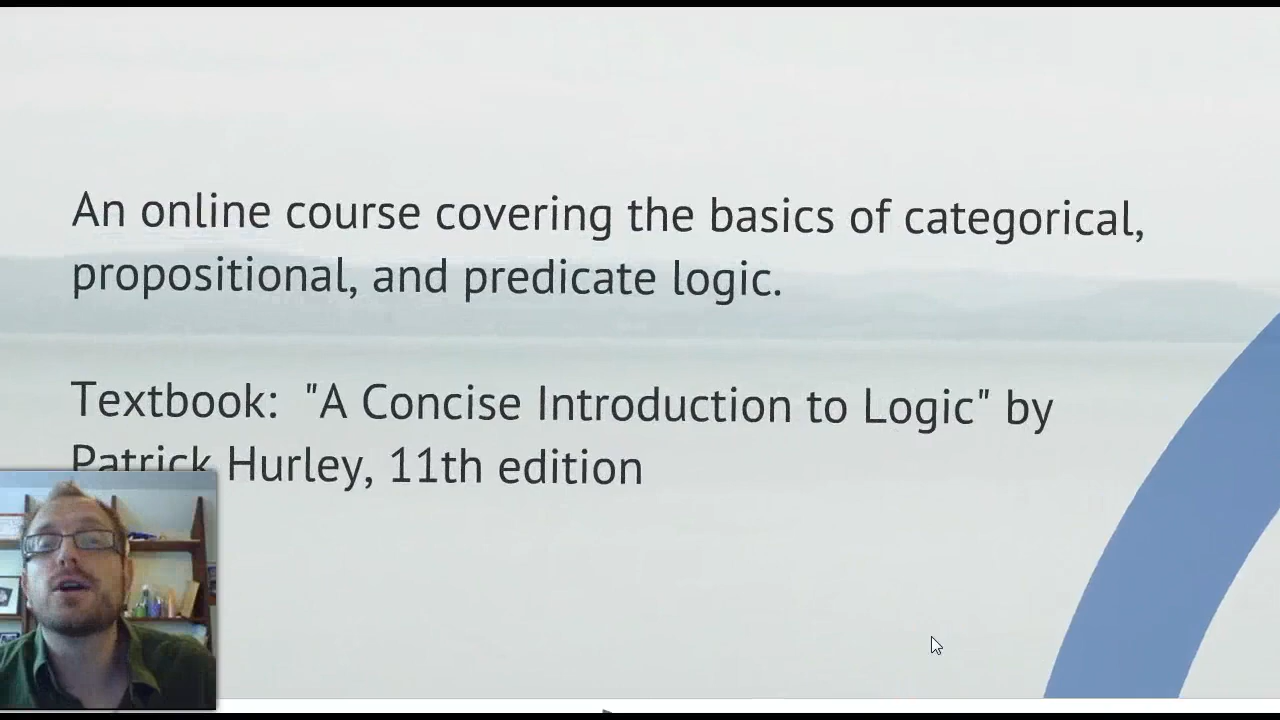 An online course covering the basics of categorical,
propositional, and predicate logic.
Textbook: "A Concise Introduction to Logic" by
Patrick Hurley, 11th edition